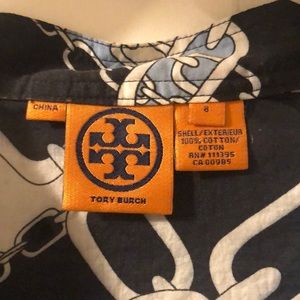 CHINA
8
TORY BURCH
SHELL/EXTERIEUR
100% COTTON/
COTON
RN# 111395
CA 00985